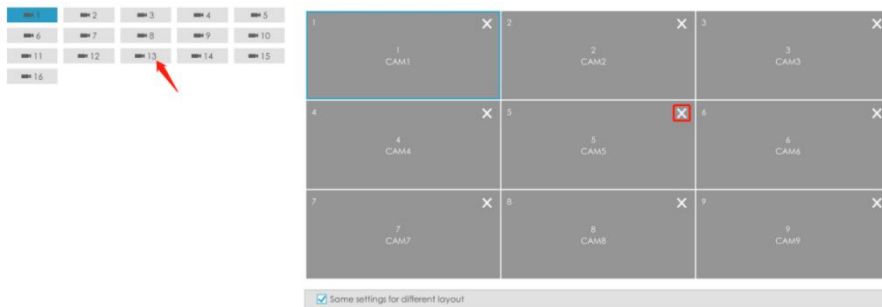 1 2 3 4 5
6 7 8 9 10
11 12 13 14 15
16
1 2 3
1 2 3
CAM1 CAM2 CAM3
4 5 6
4 5 6
CAM4 CAM5 CAM6
7 8 9
7 8 9
CAM7 CAM8 CAM9
Same settings for different layout